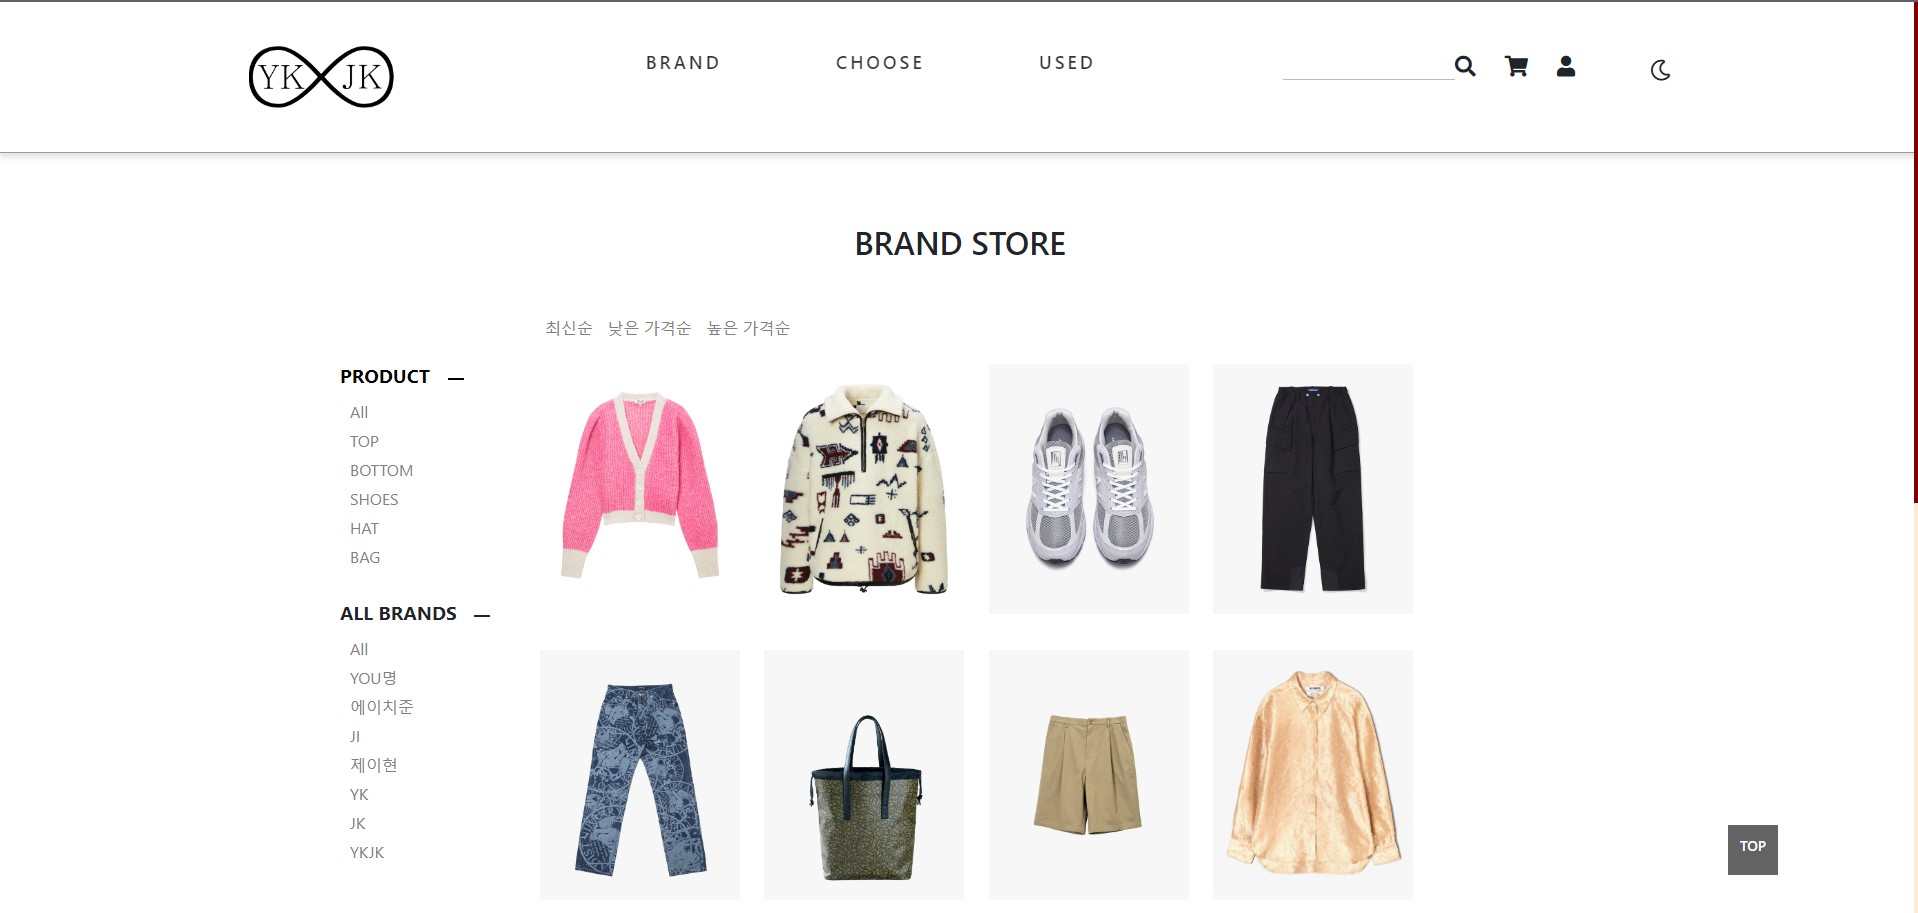 YK JK
BRAND
CHOOSE
USED
BRAND STORE
최신순 낮은 가격순 높은 가격순
PRODUCT
All
TOP
BOTTOM
SHOES
HAT
BAG
ALL BRANDS
All
YOU명
에이치준
JI
제이현
YK
JK
YKJK
TOP